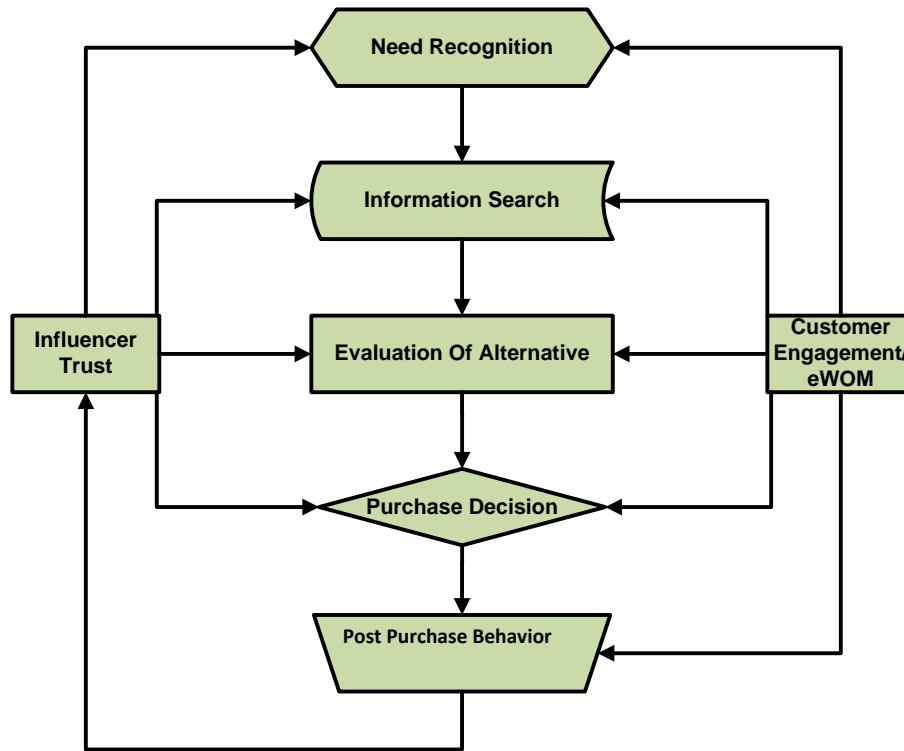 Need Recognition
Information Search
Influencer
Trust
Evaluation Of Alternative
Customer
Engagement/
eWOM
Purchase Decision
Post Purchase Behavior